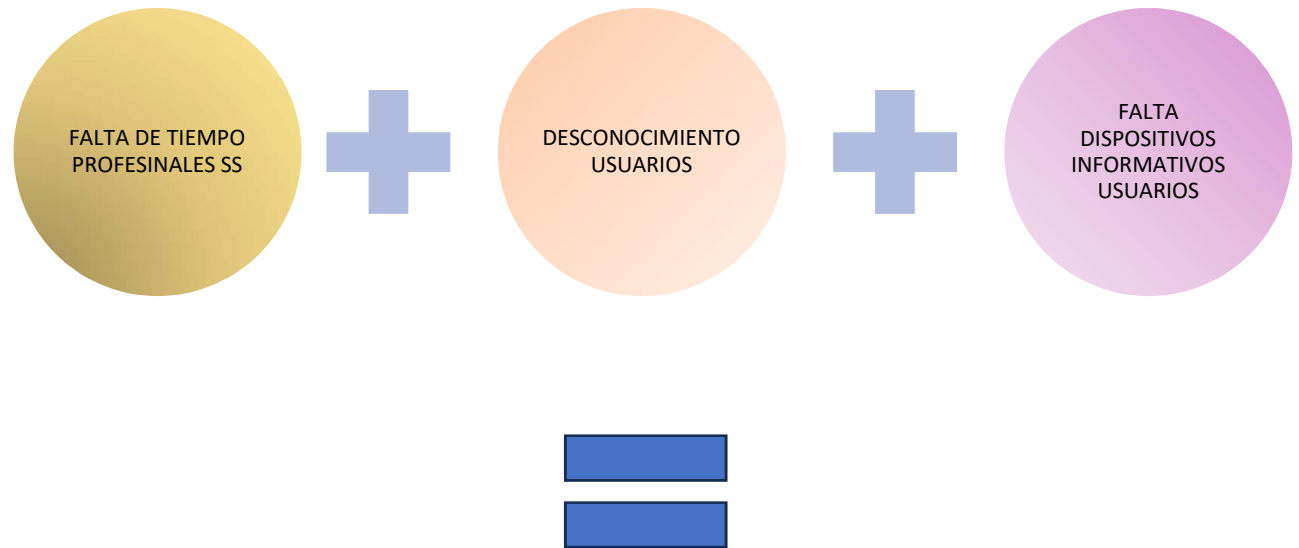 FALTA DE TIEMPO
PROFESINALES SS
DESCONOCIMIENTO
USUARIOS
FALTA
DISPOSITIVOS
INFORMATIVOS
USUARIOS